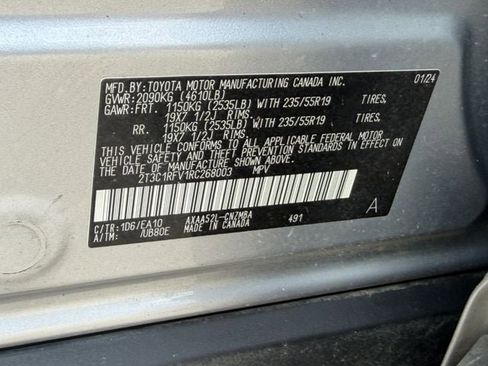 MFD.BY: TOYOTA MOTOR MANUFACTURING CANADA INC. 01/24
GVWR: 2090KG (4610LB)
GAWR: FRT. 1150KG (2535LB) WITH 235/55R19 TIRES.
19X7 1/2J RIMS.
RR. 1150KG (2535LB) WITH 235/55R19 TIRES.
19X7 1/2J RIMS.
THIS VEHICLE CONFORMS TO ALL APPLICABLE FEDERAL MOTOR
VEHICLE SAFETY AND THEFT PREVENTION STANDARDS IN EFFECT ON
THE DATE OF MANUFACTURE SHOWN ABOVE.
2T3C1RFV1RC268003 MPV
C/TR: 1D6/EA10 AXAA52L-CNZMBA 491 A
A/TM: /UB80E MADE IN CANADA